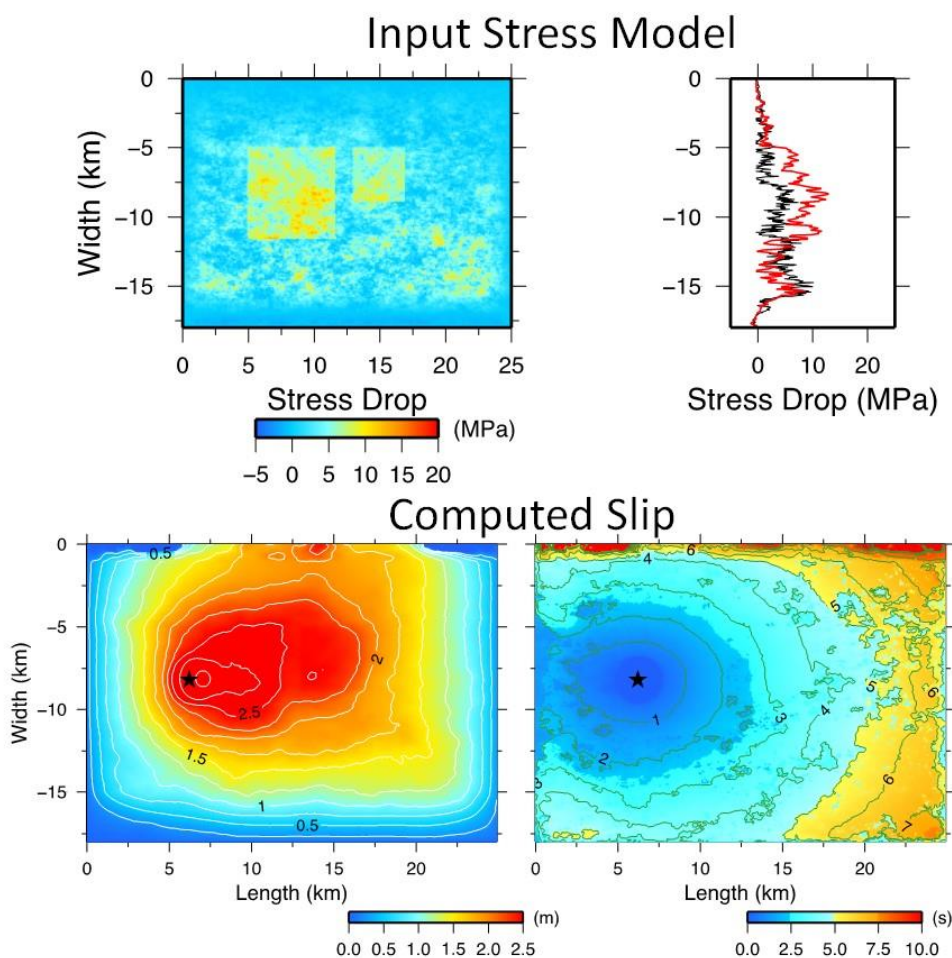 Input Stress Model
Width (km)
0
−5
−10
−15
0 5 10 15 20 25
0 10 20
Stress Drop
Stress Drop (MPa)
(MPa)
−5 0 5 10 15 20
Computed Slip
Width (km)
0
−5
−10
−15
0.5
2
2.5
1.5
1
0.5
4
6
5
1
3
4
5
6
2
3
6
7
0 5 10 15 20
0 5 10 15 20
Length (km)
Length (km)
(m)
(s)
0.0 0.5 1.0 1.5 2.0 2.5
0.0 2.5 5.0 7.5 10.0